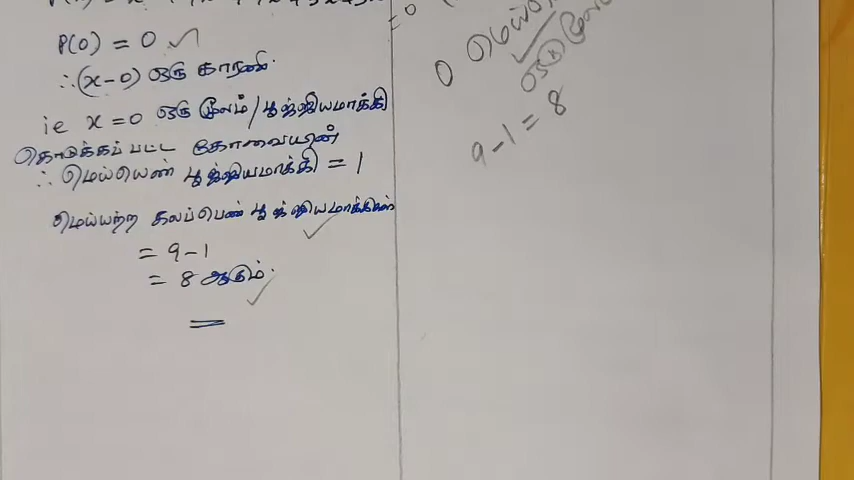 P(0) = 0
∴ (x-0) ஒரு காரணி.
ie x = 0 ஒரு மூலம் / பூஜ்ஜியமாக்கி
கொடுக்கப்பட்ட கோவையின்
∴ மெய்யெண் பூஜ்ஜியமாக்கி = 1
மெய்யற்ற கலப்பெண் பூஜ்ஜியமாக்கிகள்
= 9-1
= 8 ஆகும்.
= 0
0
9-1 = 8